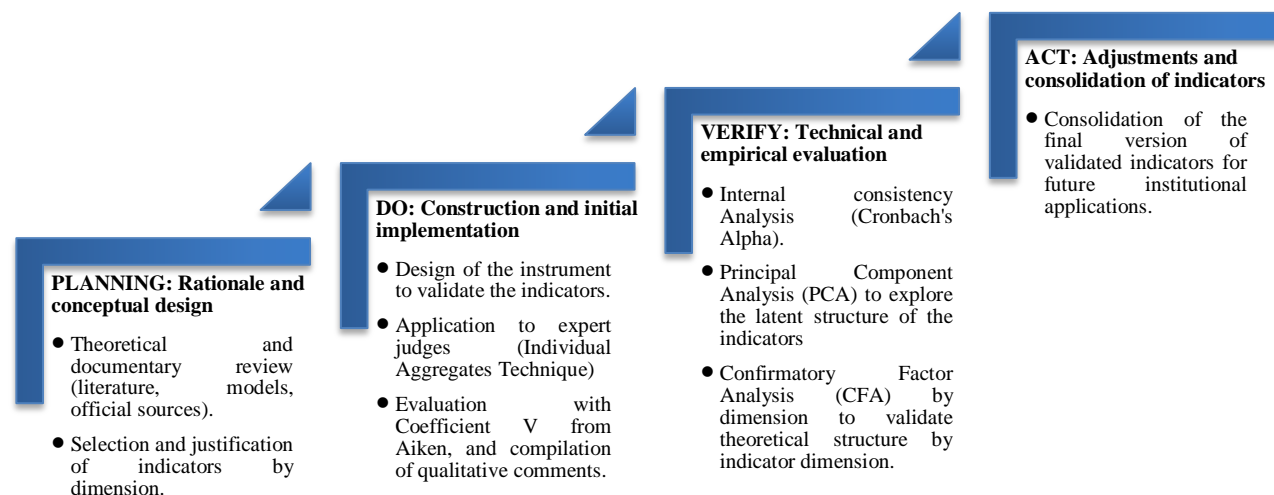 PLANNING: Rationale and
conceptual design
● Theoretical and
documentary review
(literature, models,
official sources).
● Selection and justification
of indicators by
dimension.
DO: Construction and initial
implementation
● Design of the instrument
to validate the indicators.
● Application to expert
judges (Individual
Aggregates Technique)
● Evaluation with
Coefficient V from
Aiken, and compilation
of qualitative comments.
VERIFY: Technical and
empirical evaluation
● Internal consistency
Analysis (Cronbach's
Alpha).
● Principal Component
Analysis (PCA) to explore
the latent structure of the
indicators
● Confirmatory Factor
Analysis (CFA) by
dimension to validate
theoretical structure by
indicator dimension.
ACT: Adjustments and
consolidation of indicators
● Consolidation of the
final version of
validated indicators for
future institutional
applications.